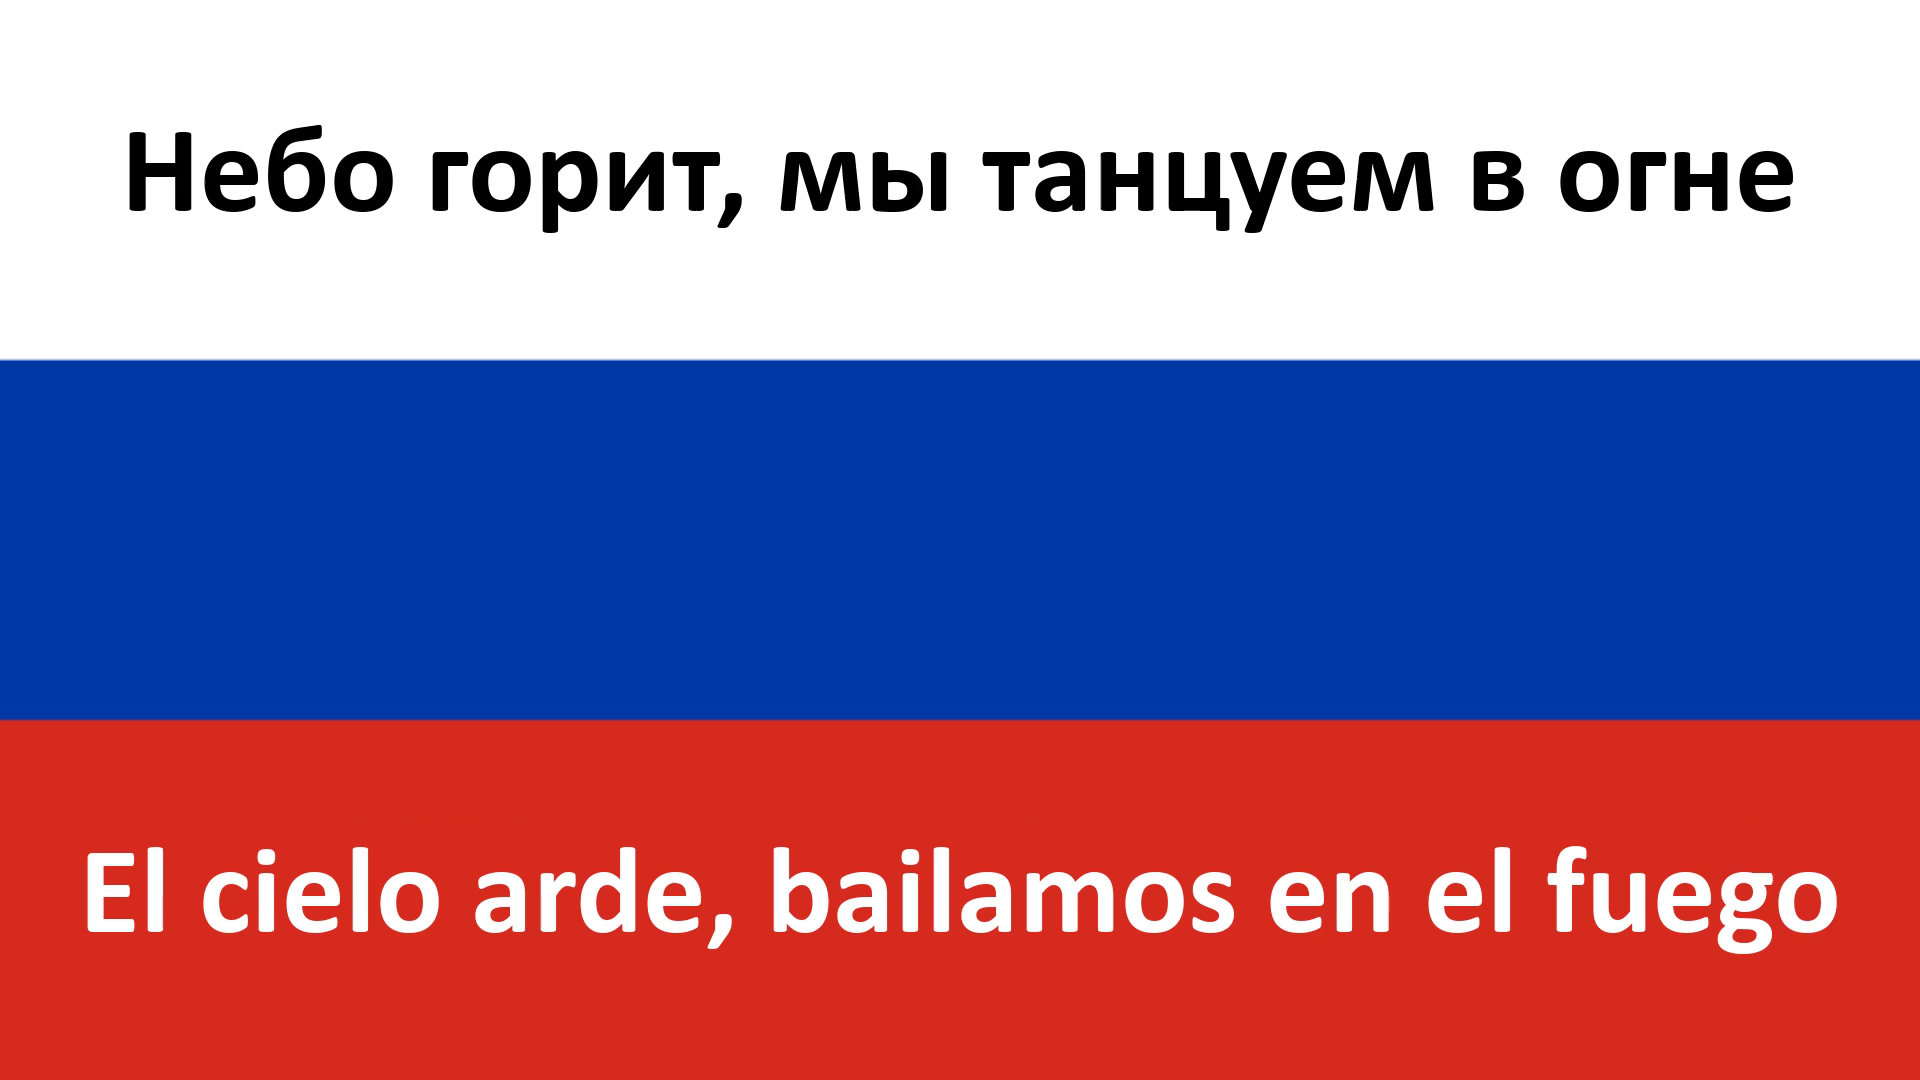 Небо горит, мы танцуем в огне
El cielo arde, bailamos en el fuego